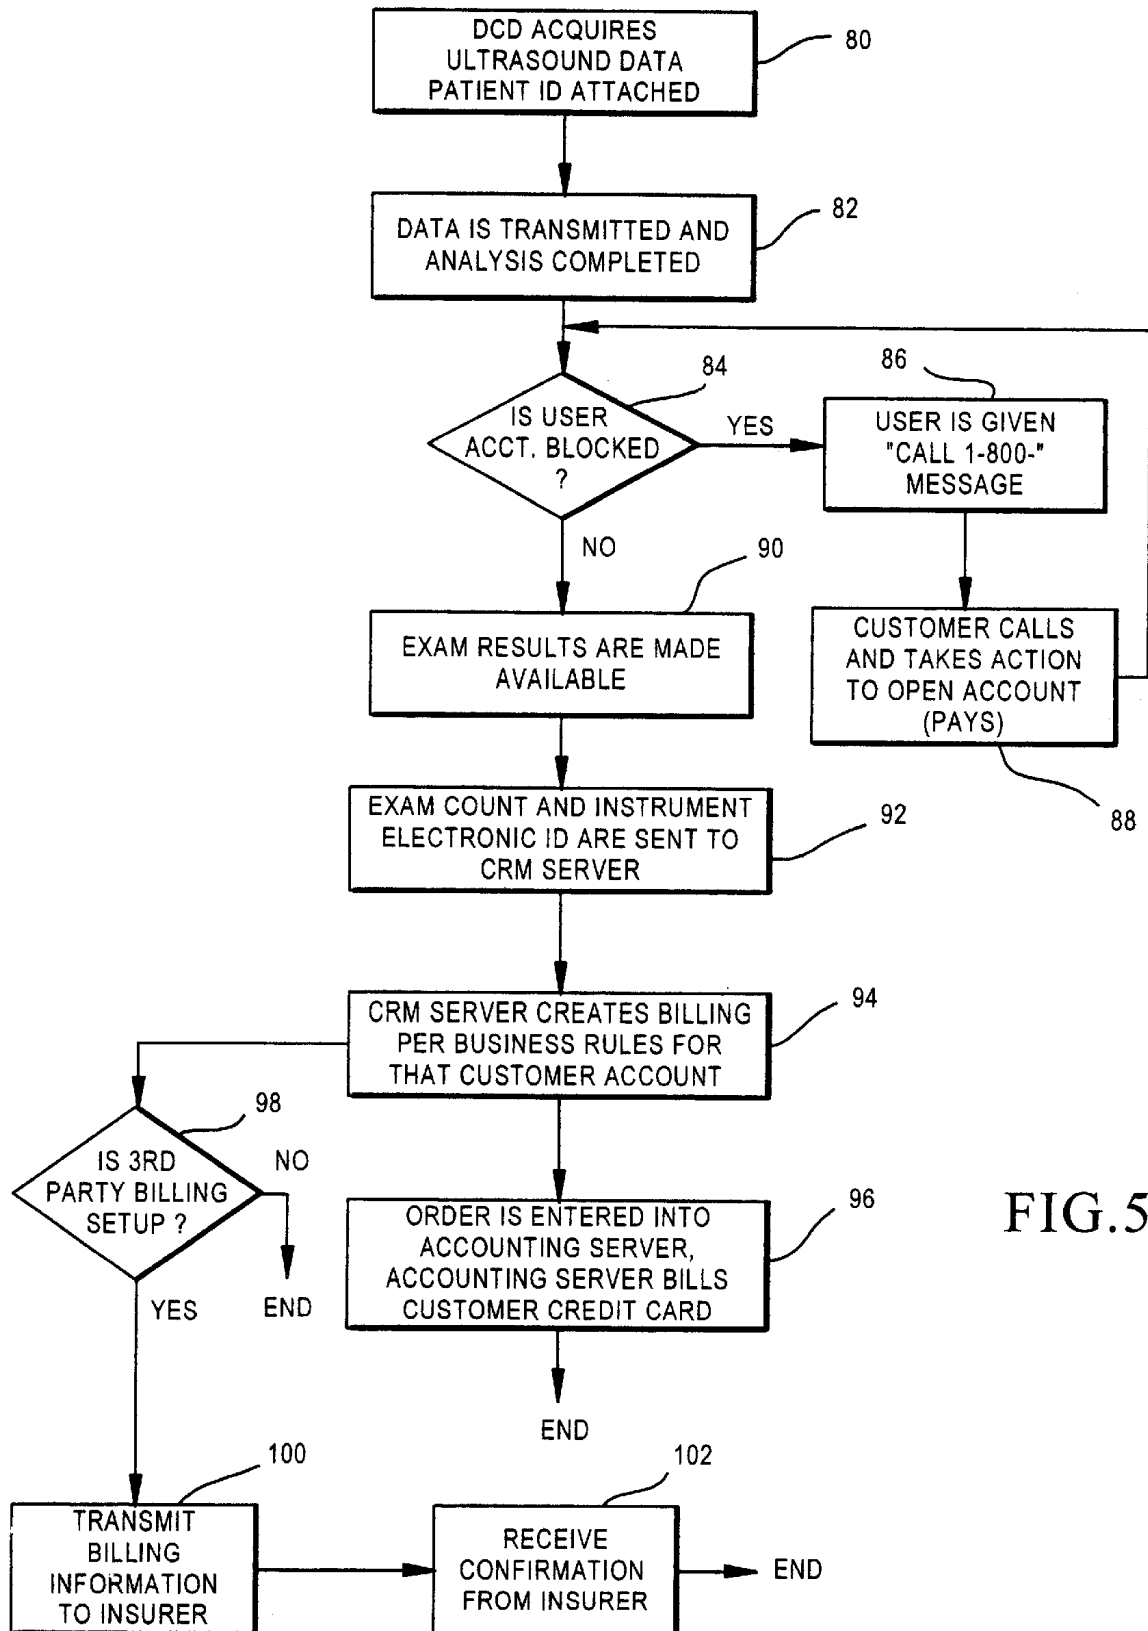 DCD ACQUIRES
ULTRASOUND DATA
PATIENT ID ATTACHED
80
DATA IS TRANSMITTED AND
ANALYSIS COMPLETED
82
IS USER
ACCT. BLOCKED
?
84
YES
NO
86
USER IS GIVEN
"CALL 1-800-"
MESSAGE
CUSTOMER CALLS
AND TAKES ACTION
TO OPEN ACCOUNT
(PAYS)
88
90
EXAM RESULTS ARE MADE
AVAILABLE
EXAM COUNT AND INSTRUMENT
ELECTRONIC ID ARE SENT TO
CRM SERVER
92
CRM SERVER CREATES BILLING
PER BUSINESS RULES FOR
THAT CUSTOMER ACCOUNT
94
98
IS 3RD
PARTY BILLING
SETUP ?
NO
END
YES
ORDER IS ENTERED INTO
ACCOUNTING SERVER,
ACCOUNTING SERVER BILLS
CUSTOMER CREDIT CARD
96
END
FIG.5
100
TRANSMIT
BILLING
INFORMATION
TO INSURER
102
RECEIVE
CONFIRMATION
FROM INSURER
END